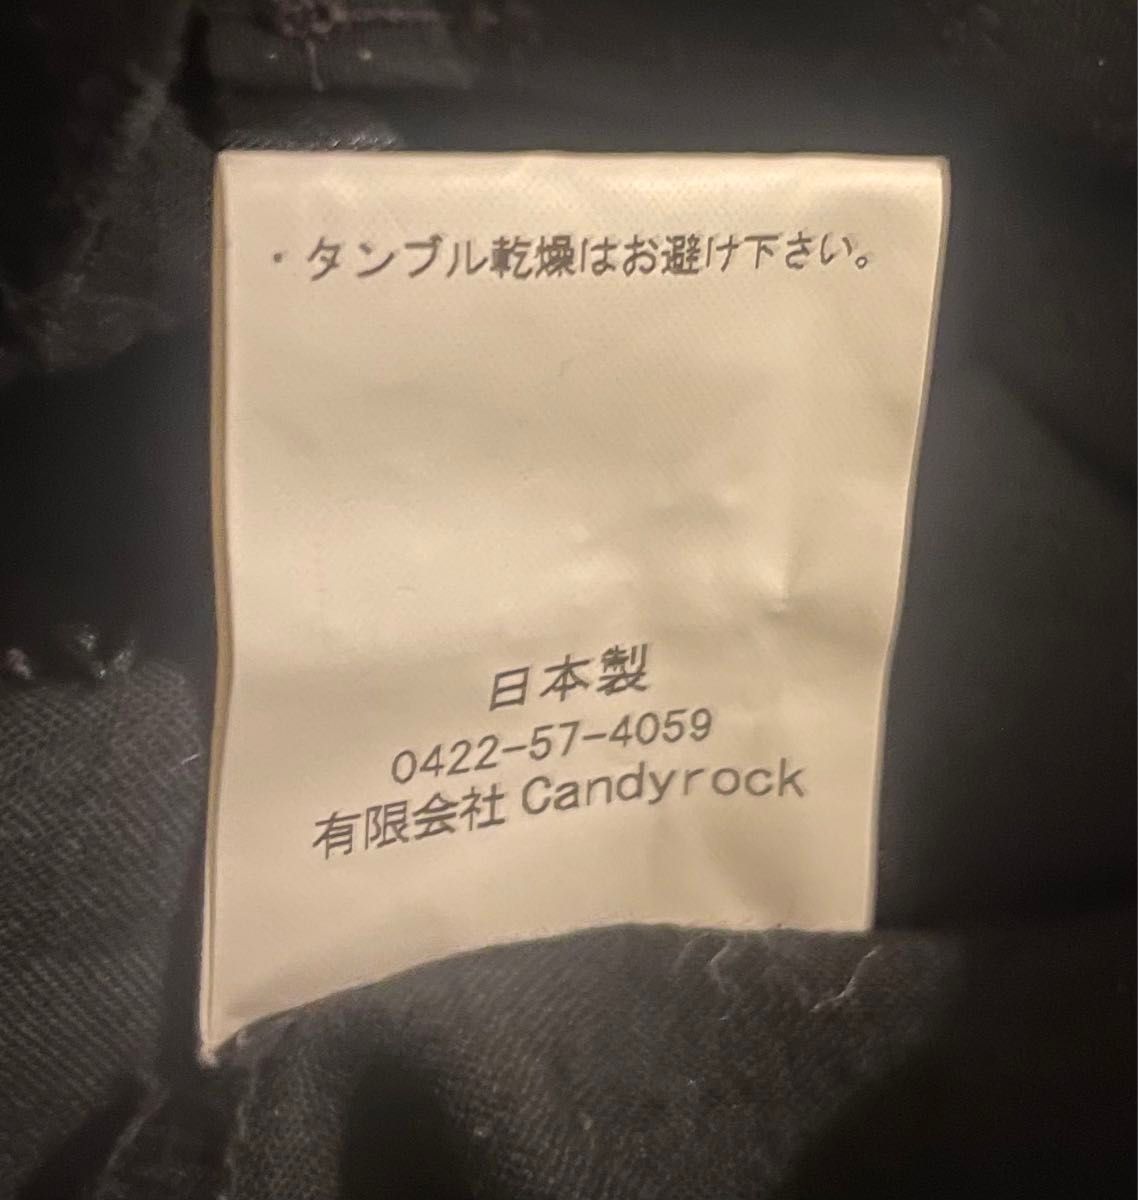 ・タンブル乾燥はお避け下さい。
日本製
0422-57-4059
有限会社 Candyrock